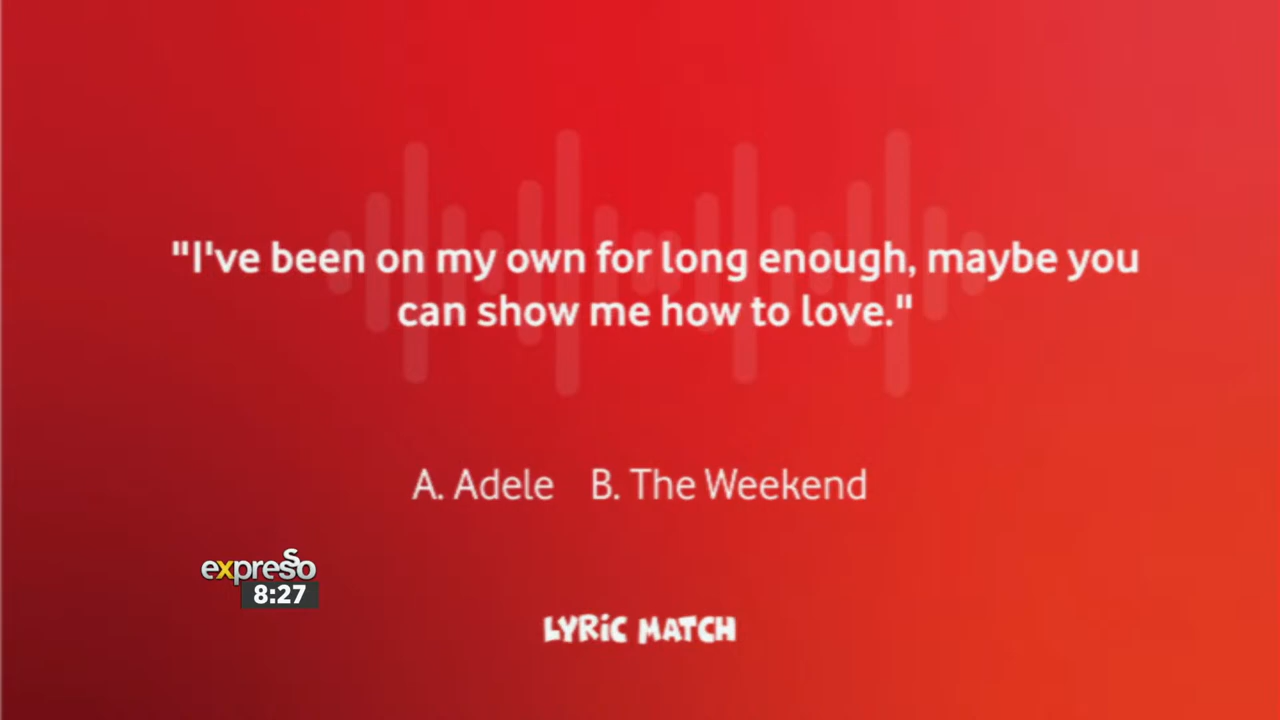 "I've been on my own for long enough, maybe you
can show me how to love."
A. Adele B. The Weekend
expresso
8:27
LYRIC MATCH